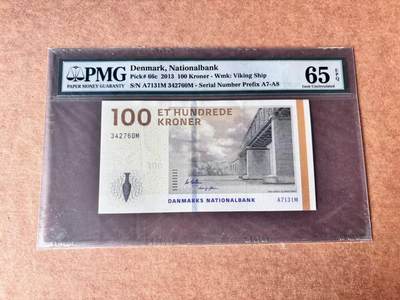 PMG
PAPER MONEY GUARANTY
Denmark, Nationalbank
Pick# 66c 2013 100 Kroner - Wmk: Viking Ship
S/N A7131M 342760M - Serial Number Prefix A7-A8
65 EPQ
Gem Uncirculated
100 ET HUNDREDE
KRONER
342760M
100
DANMARKS NATIONALBANK
A7131M